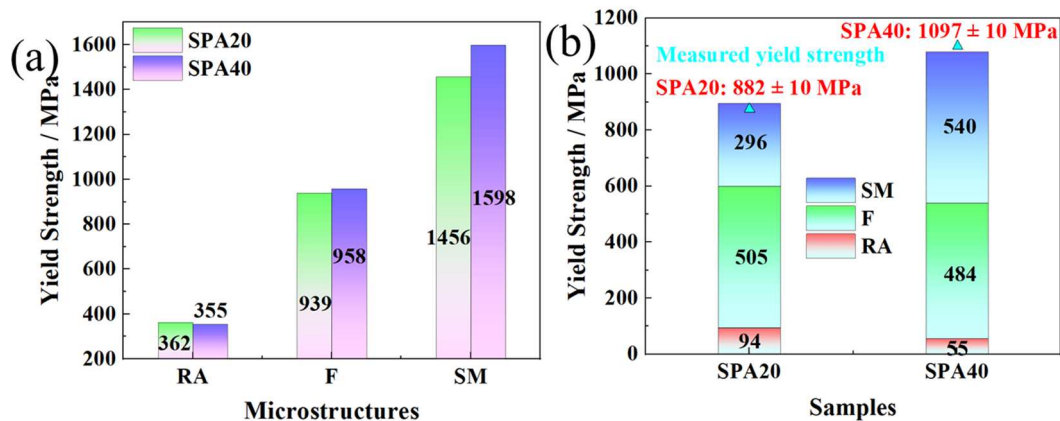 (a)
SPA20
SPA40
Yield Strength / MPa
1600
1400
1200
1000
800
600
400
200
362
355
939
958
1456
1598
RA
F
SM
Microstructures
(b)
SPA40: 1097 ± 10 MPa
Measured yield strength
SPA20: 882 ± 10 MPa
Yield Strength / MPa
1200
1000
800
600
400
200
0
296
505
94
540
484
55
SM
F
RA
SPA20
SPA40
Samples